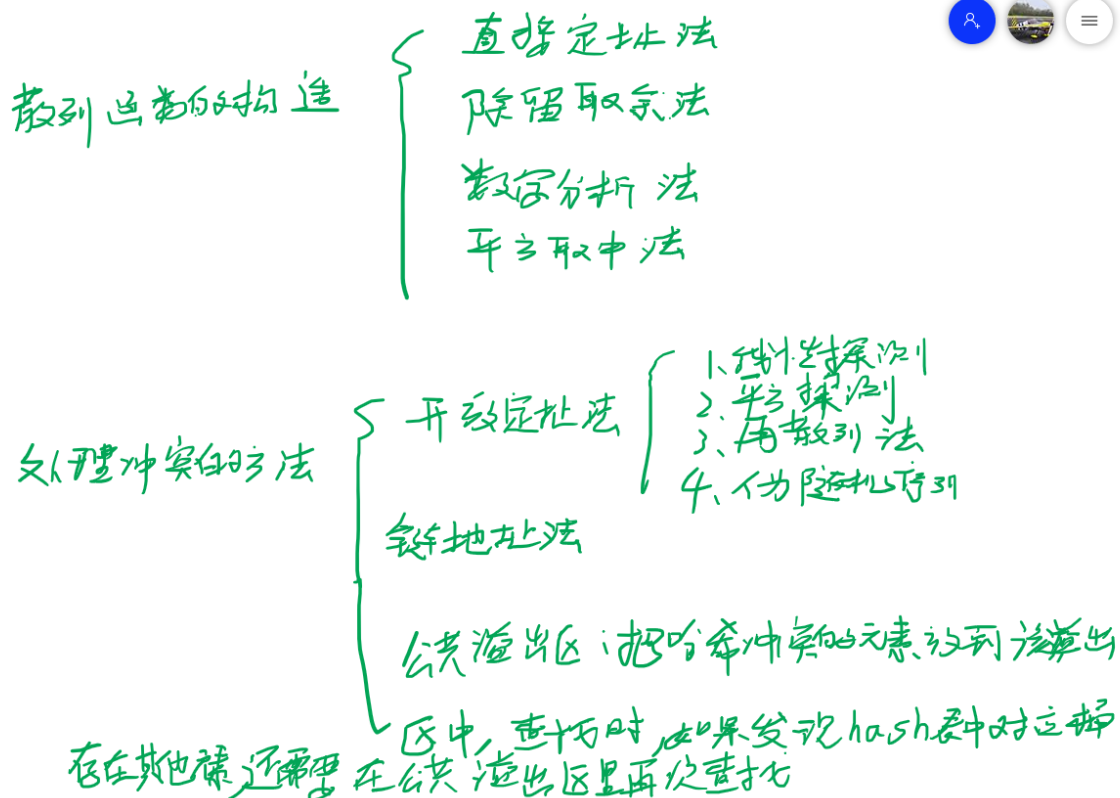 散列函数的构造
直接定址法
除留取余法
数字分析法
平方取中法
处理冲突的方法
开放定址法
1、线性探测
2、平方探测
3、再散列法
4、伪随机序列
链地址法
公共溢出区:把哈希冲突的元素放到该溢出
区中,查找时,如果发现hash表中对应
存在其他元素,还需要在公共溢出区里再次查找